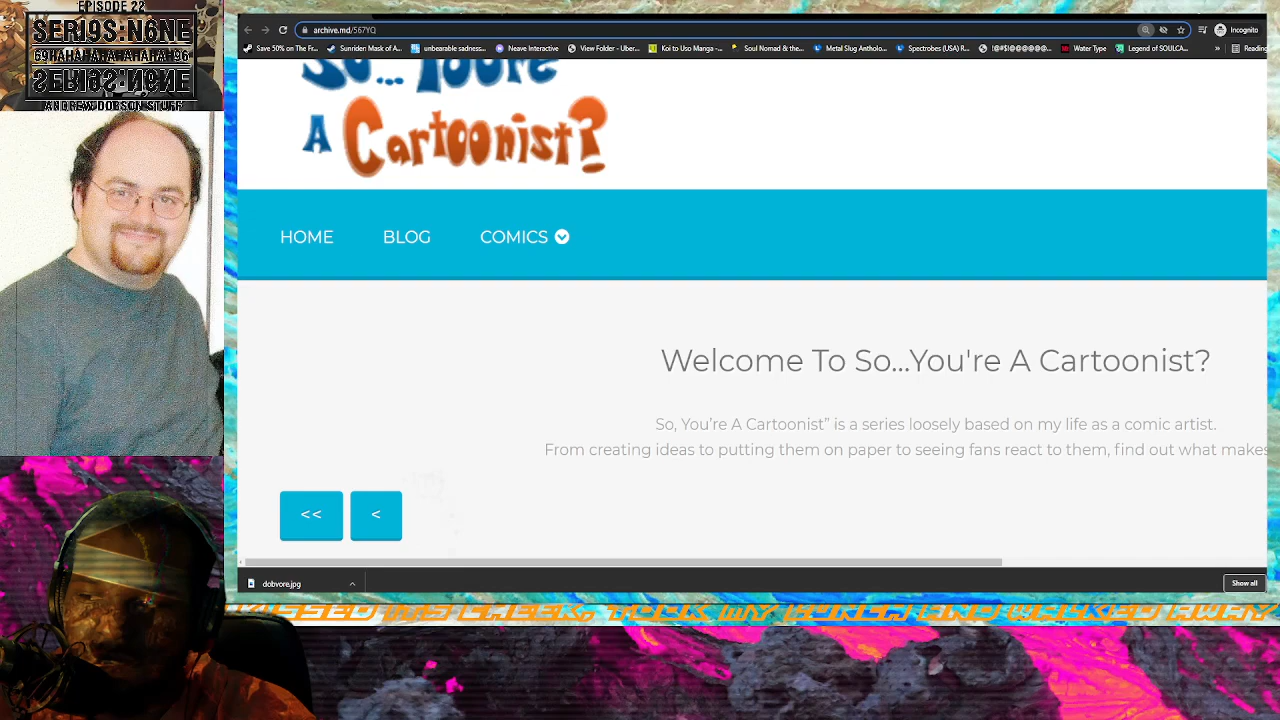 EPISODE 22
SERI9S:N6NE
69HAHAHAHAHAHAHAH96
SERI9S:N6NE
ANDREW DOBSON STUFF
archive.md/567YQ
Incognito
Save 50% on The Fr...
Sunriden Mask of A...
unbearable sadness...
Neave Interactive
View Folder - Uber...
Koi to Uso Manga -...
Soul Nomad & the...
Metal Slug Antholo...
Spectrobes (USA) R...
Water Type
Legend of SOUILCA...
»
Reading
So... You're
A Cartoonist?
HOME
BLOG
COMICS
Welcome To So...You're A Cartoonist?
So, You're A Cartoonist” is a series loosely based on my life as a comic artist.
From creating ideas to putting them on paper to seeing fans react to them, find out what makes
<<
<
dobvore.jpg
Show all